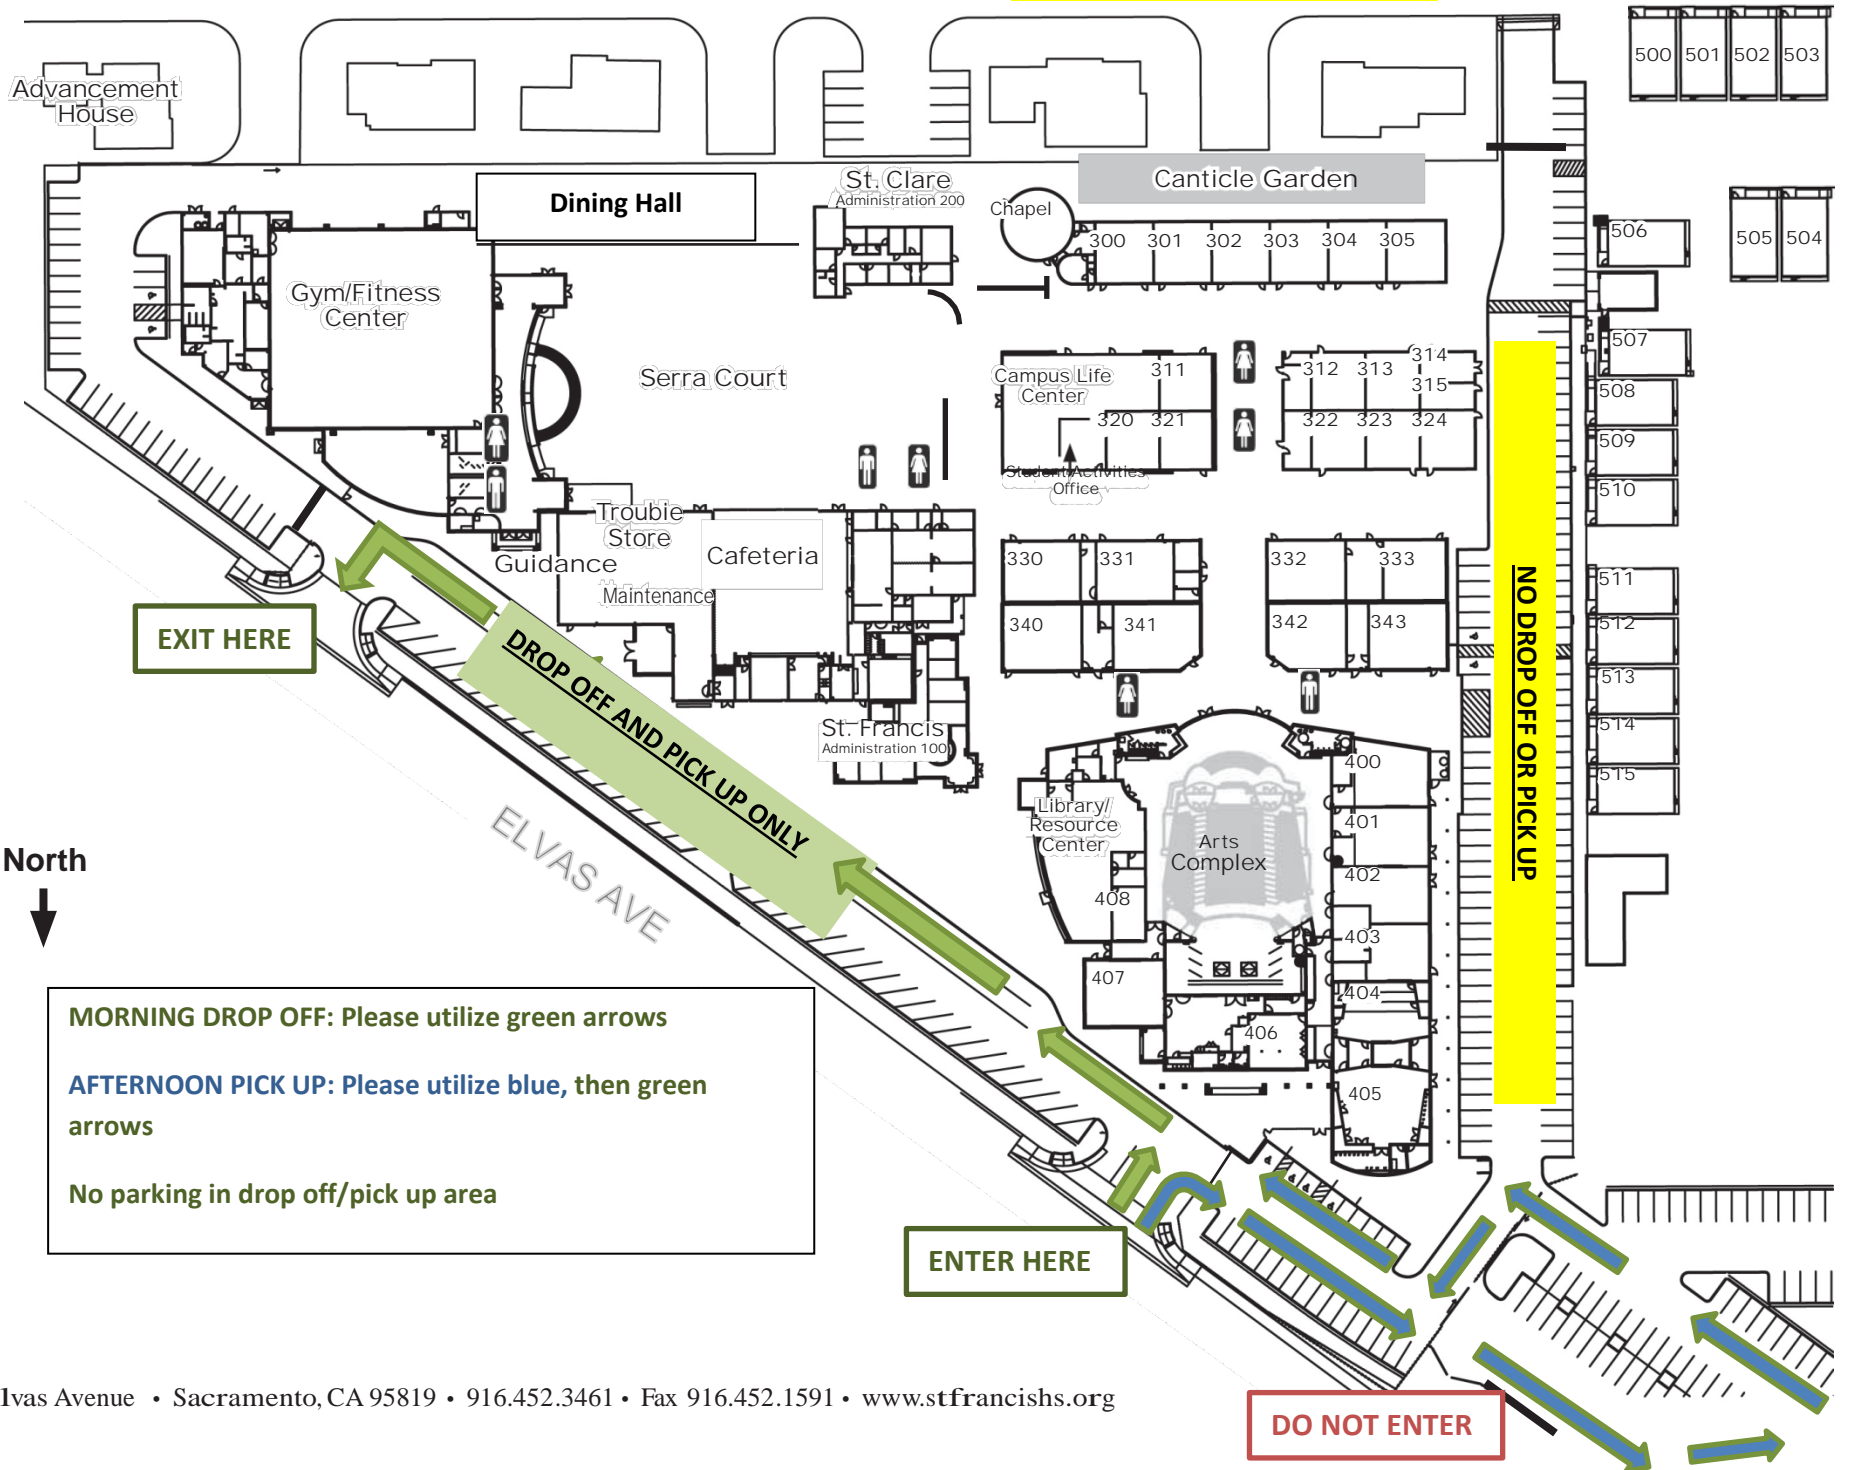 500 501 502 503
Advancement
House
Dining Hall
St. Clare
Administration 200
Canticle Garden
Chapel
300 301 302 303 304 305
506
505 504
Gym/Fitness
Center
507
Serra Court
Campus Life
Center
311
312 313 314
315
320 321
322 323 324
Student Activities
Office
508
509
510
Trouble
Store
Cafeteria
Guidance
Maintenance
330 331
332 333
340 341
342 343
511
512
513
514
515
NO DROP OFF OR PICK UP
EXIT HERE
DROP OFF AND PICK UP ONLY
St. Francis
Administration 100
ELVAS AVE
Library/
Resource
Center
Arts
Complex
400
401
402
403
404
405
406
407
408
North
MORNING DROP OFF: Please utilize green arrows
AFTERNOON PICK UP: Please utilize blue, then green
arrows
No parking in drop off/pick up area
ENTER HERE
DO NOT ENTER
lvas Avenue • Sacramento, CA 95819 • 916.452.3461 • Fax 916.452.1591 • www.stfrancishs.org